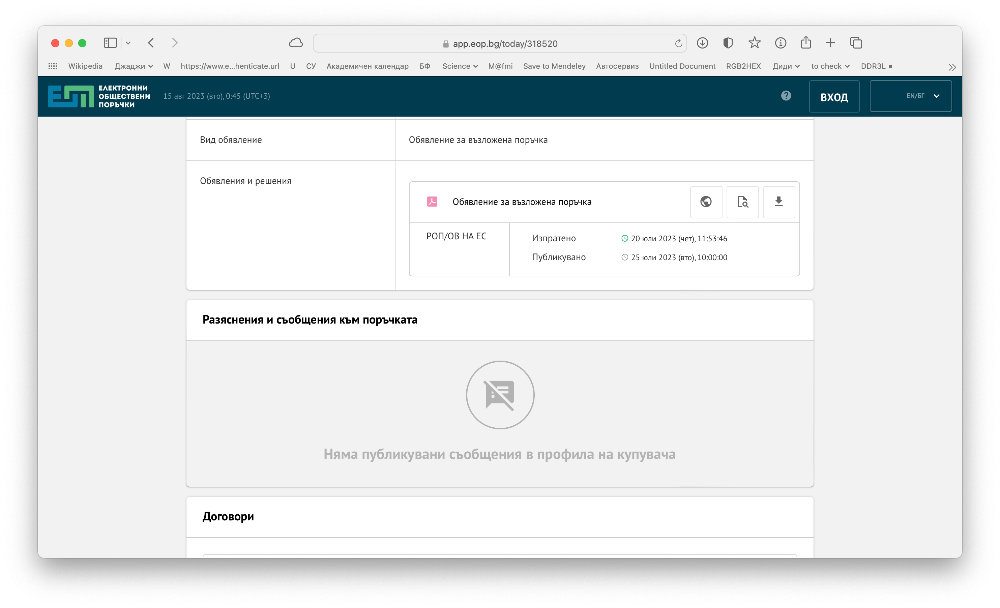 app.eop.bg/today/318520
Wikipedia Джаджи W https://www.e...henticate.url U СУ Академичен календар БФ Science M@fmi Save to Mendeley Автосервиз Untitled Document RGB2HEX Диди to check DDR3L
ЕЛЕКТРОННИ
ОБЩЕСТВЕНИ
ПОРЪЧКИ
15 авг 2023 (вто), 0:45 (UTC+3)
ВХОД
EN/БГ
Вид обявление Обявление за възложена поръчка
Обявления и решения
Обявление за възложена поръчка
РОП/ОВ НА ЕС
Изпратено 20 юли 2023 (чет), 11:53:46
Публикувано 25 юли 2023 (вто), 10:00:00
Разяснения и съобщения към поръчката
Няма публикувани съобщения в профила на купувача
Договори